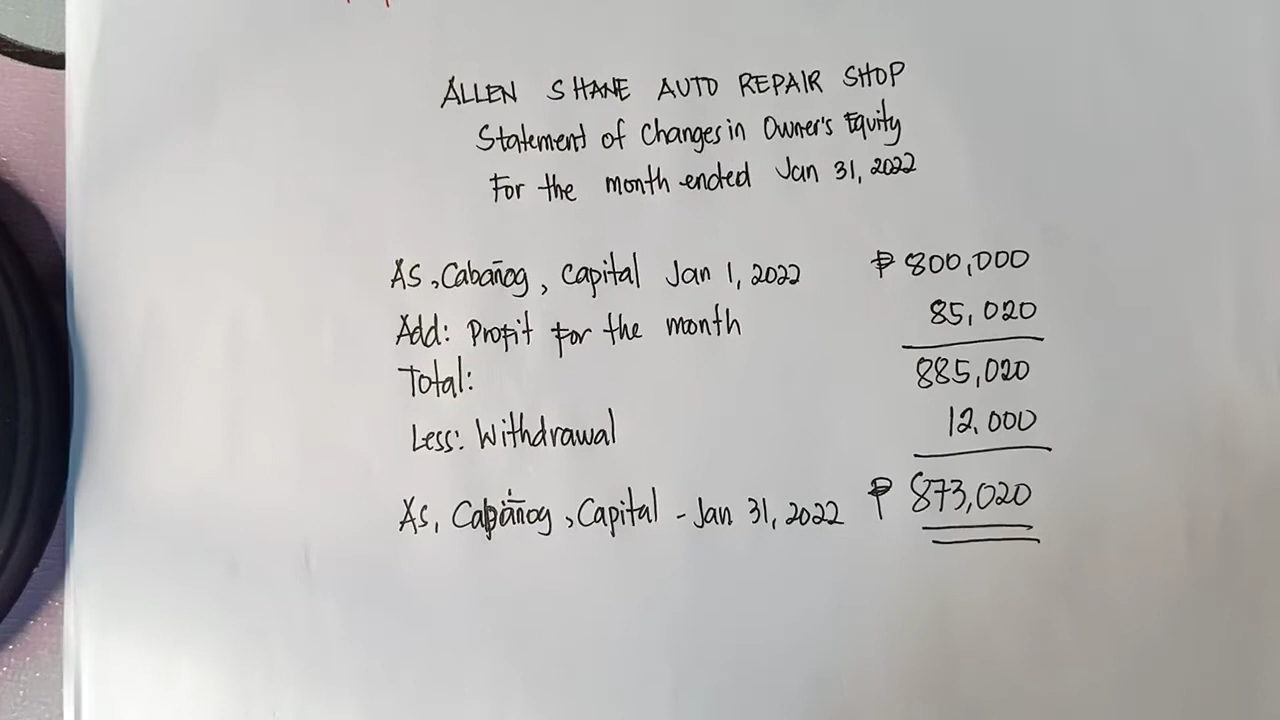 ALLEN SHANE AUTO REPAIR SHOP
Statement of Changes in Owner's Equity
For the month ended Jan 31, 2022
AS, Cabañog, Capital Jan 1, 2022 ₱ 800,000
Add: Profit for the month 85,020
Total: 885,020
Less: Withdrawal 12,000
As, Cabañog, Capital - Jan 31, 2022 ₱ 873,020